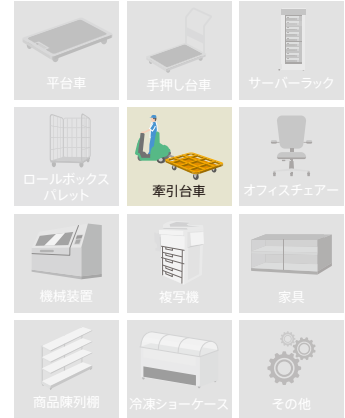 平台車
手押し台車
サーバーラック
ロールボックス
パレット
牽引台車
オフィスチェアー
機械装置
複写機
家具
商品陳列棚
冷凍ショーケース
その他